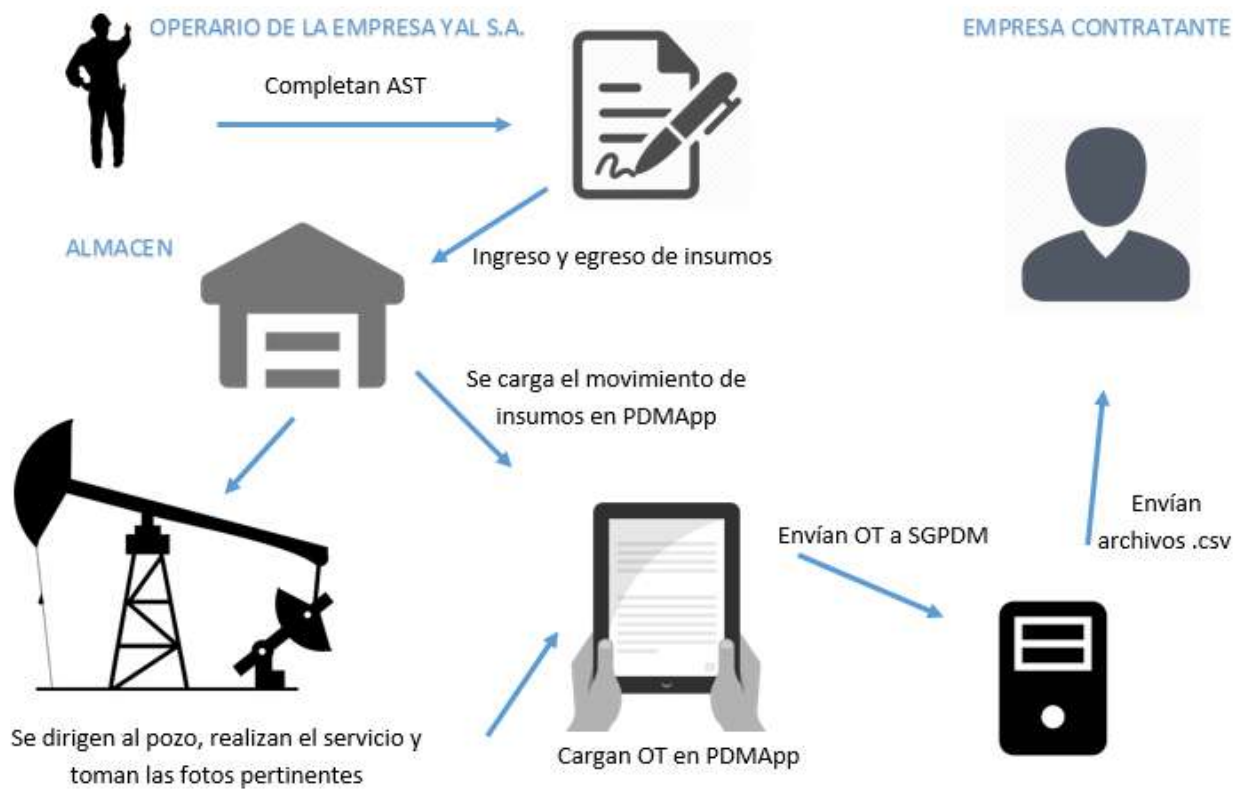 OPERARIO DE LA EMPRESA YAL S.A.
EMPRESA CONTRATANTE
Completan AST
ALMACEN
Ingreso y egreso de insumos
Se carga el movimiento de
insumos en PDMApp
Envían OT a SGPDM
Envían
archivos .csv
Se dirigen al pozo, realizan el servicio y
toman las fotos pertinentes
Cargan OT en PDMApp